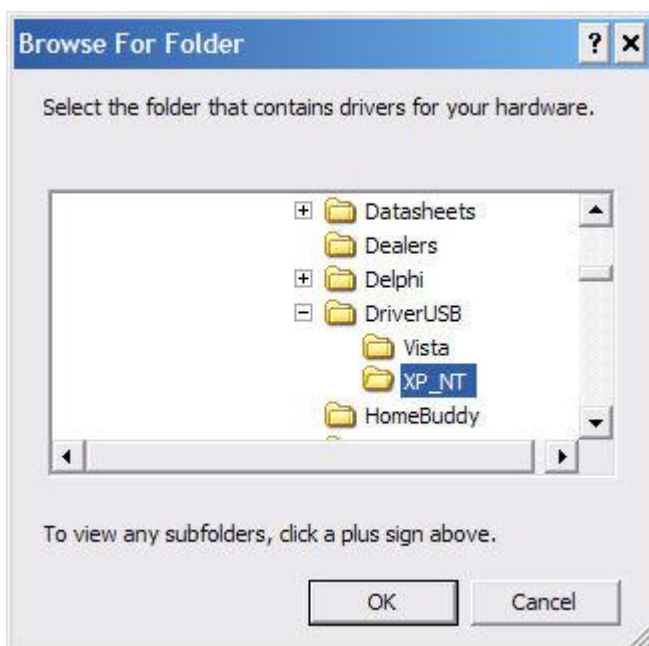 Browse For Folder
Select the folder that contains drivers for your hardware.
Datasheets
Dealers
Delphi
DriverUSB
Vista
XP_NT
HomeBuddy
To view any subfolders, click a plus sign above.
OK
Cancel